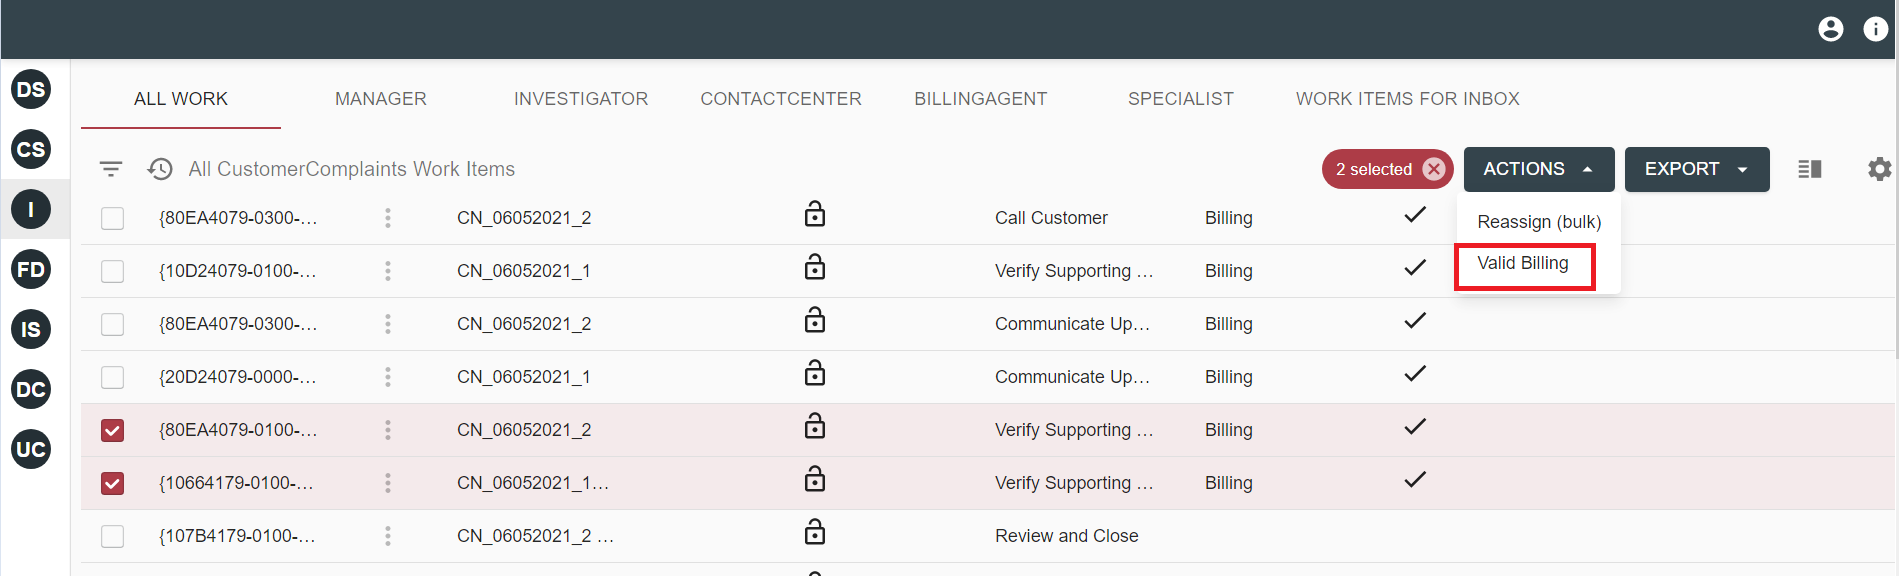 DS
CS
I
FD
IS
DC
UC
ALL WORK MANAGER INVESTIGATOR CONTACTCENTER BILLINGAGENT SPECIALIST WORK ITEMS FOR INBOX
All CustomerComplaints Work Items 2 selected ACTIONS EXPORT
Reassign (bulk)
Valid Billing
{80EA4079-0300-... CN_06052021_2 Call Customer Billing
{10D24079-0100-... CN_06052021_1 Verify Supporting ... Billing
{80EA4079-0300-... CN_06052021_2 Communicate Up... Billing
{20D24079-0000-... CN_06052021_1 Communicate Up... Billing
{80EA4079-0100-... CN_06052021_2 Verify Supporting ... Billing
{10664179-0100-... CN_06052021_1... Verify Supporting ... Billing
{107B4179-0100-... CN_06052021_2 ... Review and Close